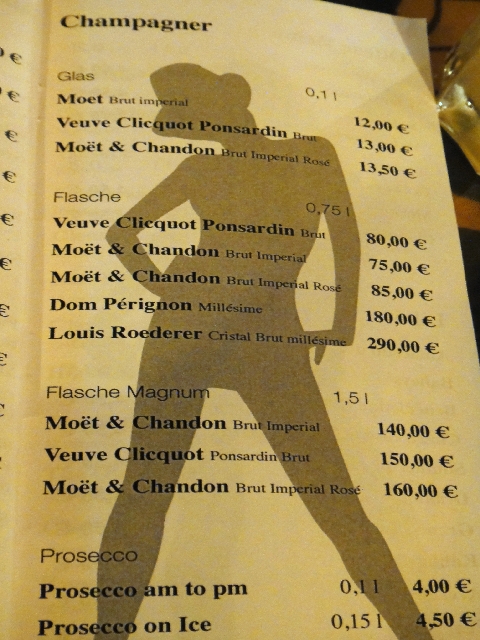 Champagner
Glas 0,1 l
Moet Brut imperial 12,00 €
Veuve Clicquot Ponsardin Brut 13,00 €
Moët & Chandon Brut Imperial Rosé 13,50 €
Flasche 0,75 l
Veuve Clicquot Ponsardin Brut 80,00 €
Moët & Chandon Brut Imperial 75,00 €
Moët & Chandon Brut Imperial Rosé 85,00 €
Dom Pérignon Millésime 180,00 €
Louis Roederer Cristal Brut millésime 290,00 €
Flasche Magnum 1,5 l
Moët & Chandon Brut Imperial 140,00 €
Veuve Clicquot Ponsardin Brut 150,00 €
Moët & Chandon Brut Imperial Rosé 160,00 €
Prosecco
Prosecco am to pm 0,1 l 4,00 €
Prosecco on Ice 0,15 l 4,50 €